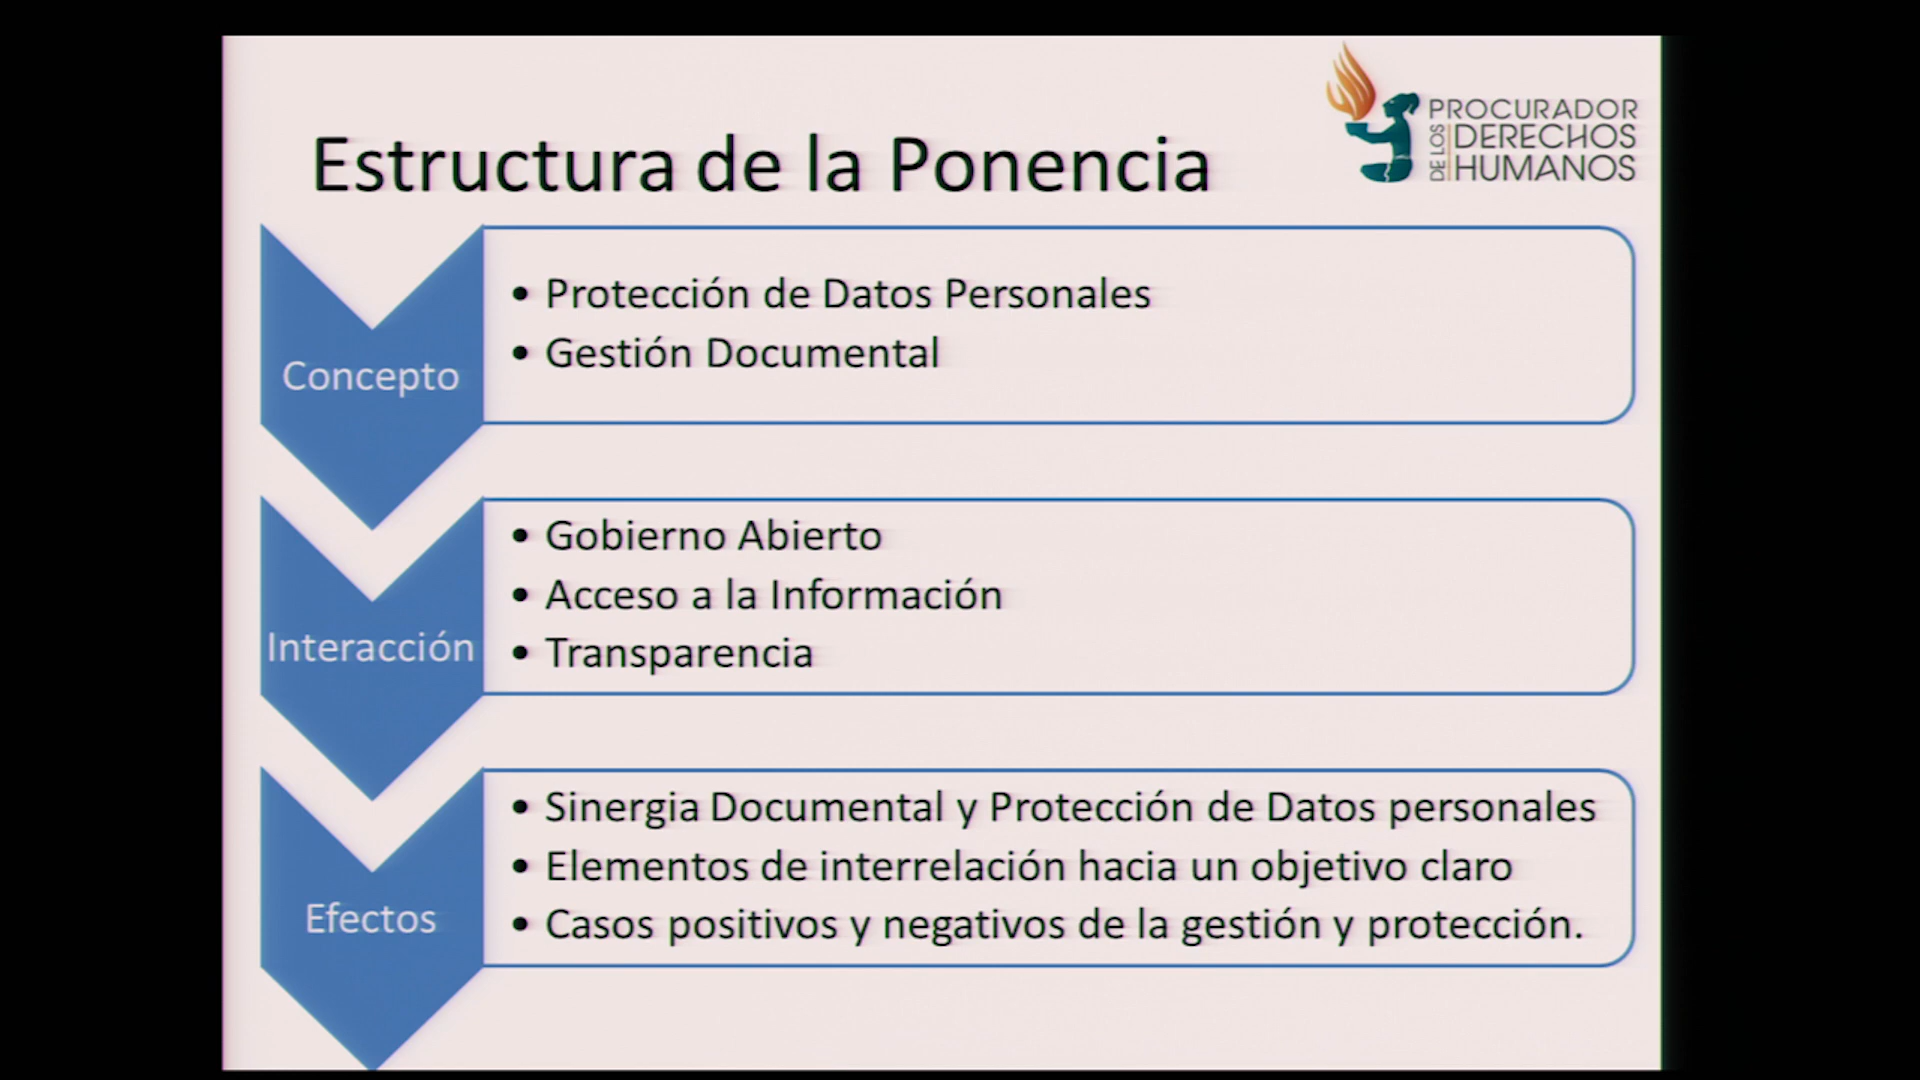 PROCURADOR
DE LOS DERECHOS
HUMANOS
Estructura de la Ponencia
Concepto
• Protección de Datos Personales
• Gestión Documental
Interacción
• Gobierno Abierto
• Acceso a la Información
• Transparencia
Efectos
• Sinergia Documental y Protección de Datos personales
• Elementos de interrelación hacia un objetivo claro
• Casos positivos y negativos de la gestión y protección.